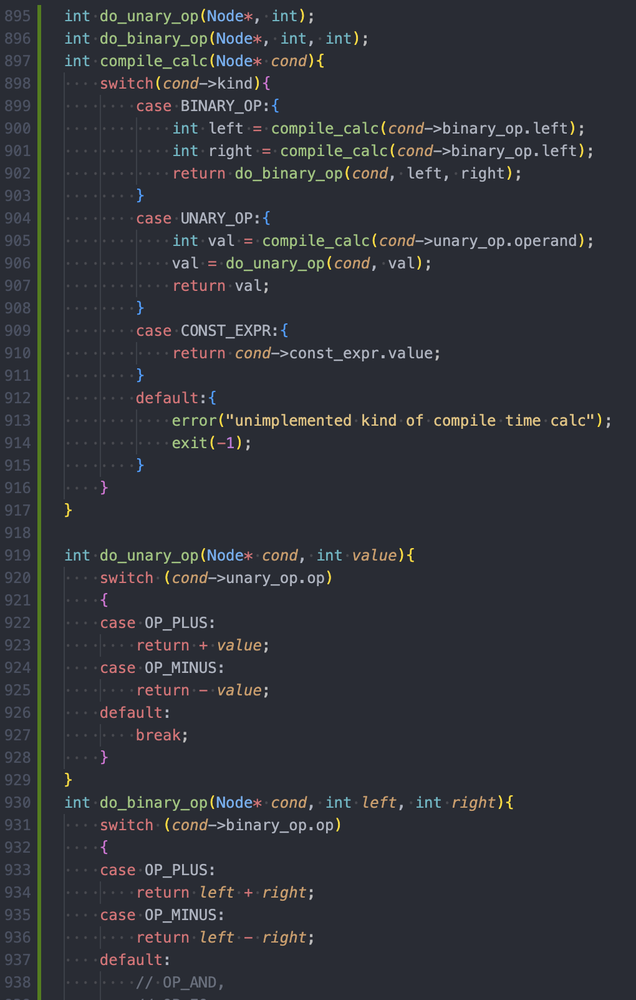 895 int do_unary_op(Node*, int);
896 int do_binary_op(Node*, int, int);
897 int compile_calc(Node* cond){
898     switch(cond->kind){
899         case BINARY_OP:{
900             int left = compile_calc(cond->binary_op.left);
901             int right = compile_calc(cond->binary_op.left);
902             return do_binary_op(cond, left, right);
903         }
904         case UNARY_OP:{
905             int val = compile_calc(cond->unary_op.operand);
906             val = do_unary_op(cond, val);
907             return val;
908         }
909         case CONST_EXPR:{
910             return cond->const_expr.value;
911         }
912         default:{
913             error("unimplemented kind of compile time calc");
914             exit(-1);
915         }
916     }
917 }
918
919 int do_unary_op(Node* cond, int value){
920     switch (cond->unary_op.op)
921     {
922     case OP_PLUS:
923         return + value;
924     case OP_MINUS:
925         return - value;
926     default:
927         break;
928     }
929 }
930 int do_binary_op(Node* cond, int left, int right){
931     switch (cond->binary_op.op)
932     {
933     case OP_PLUS:
934         return left + right;
935     case OP_MINUS:
936         return left - right;
937     default:
938         // OP_AND,